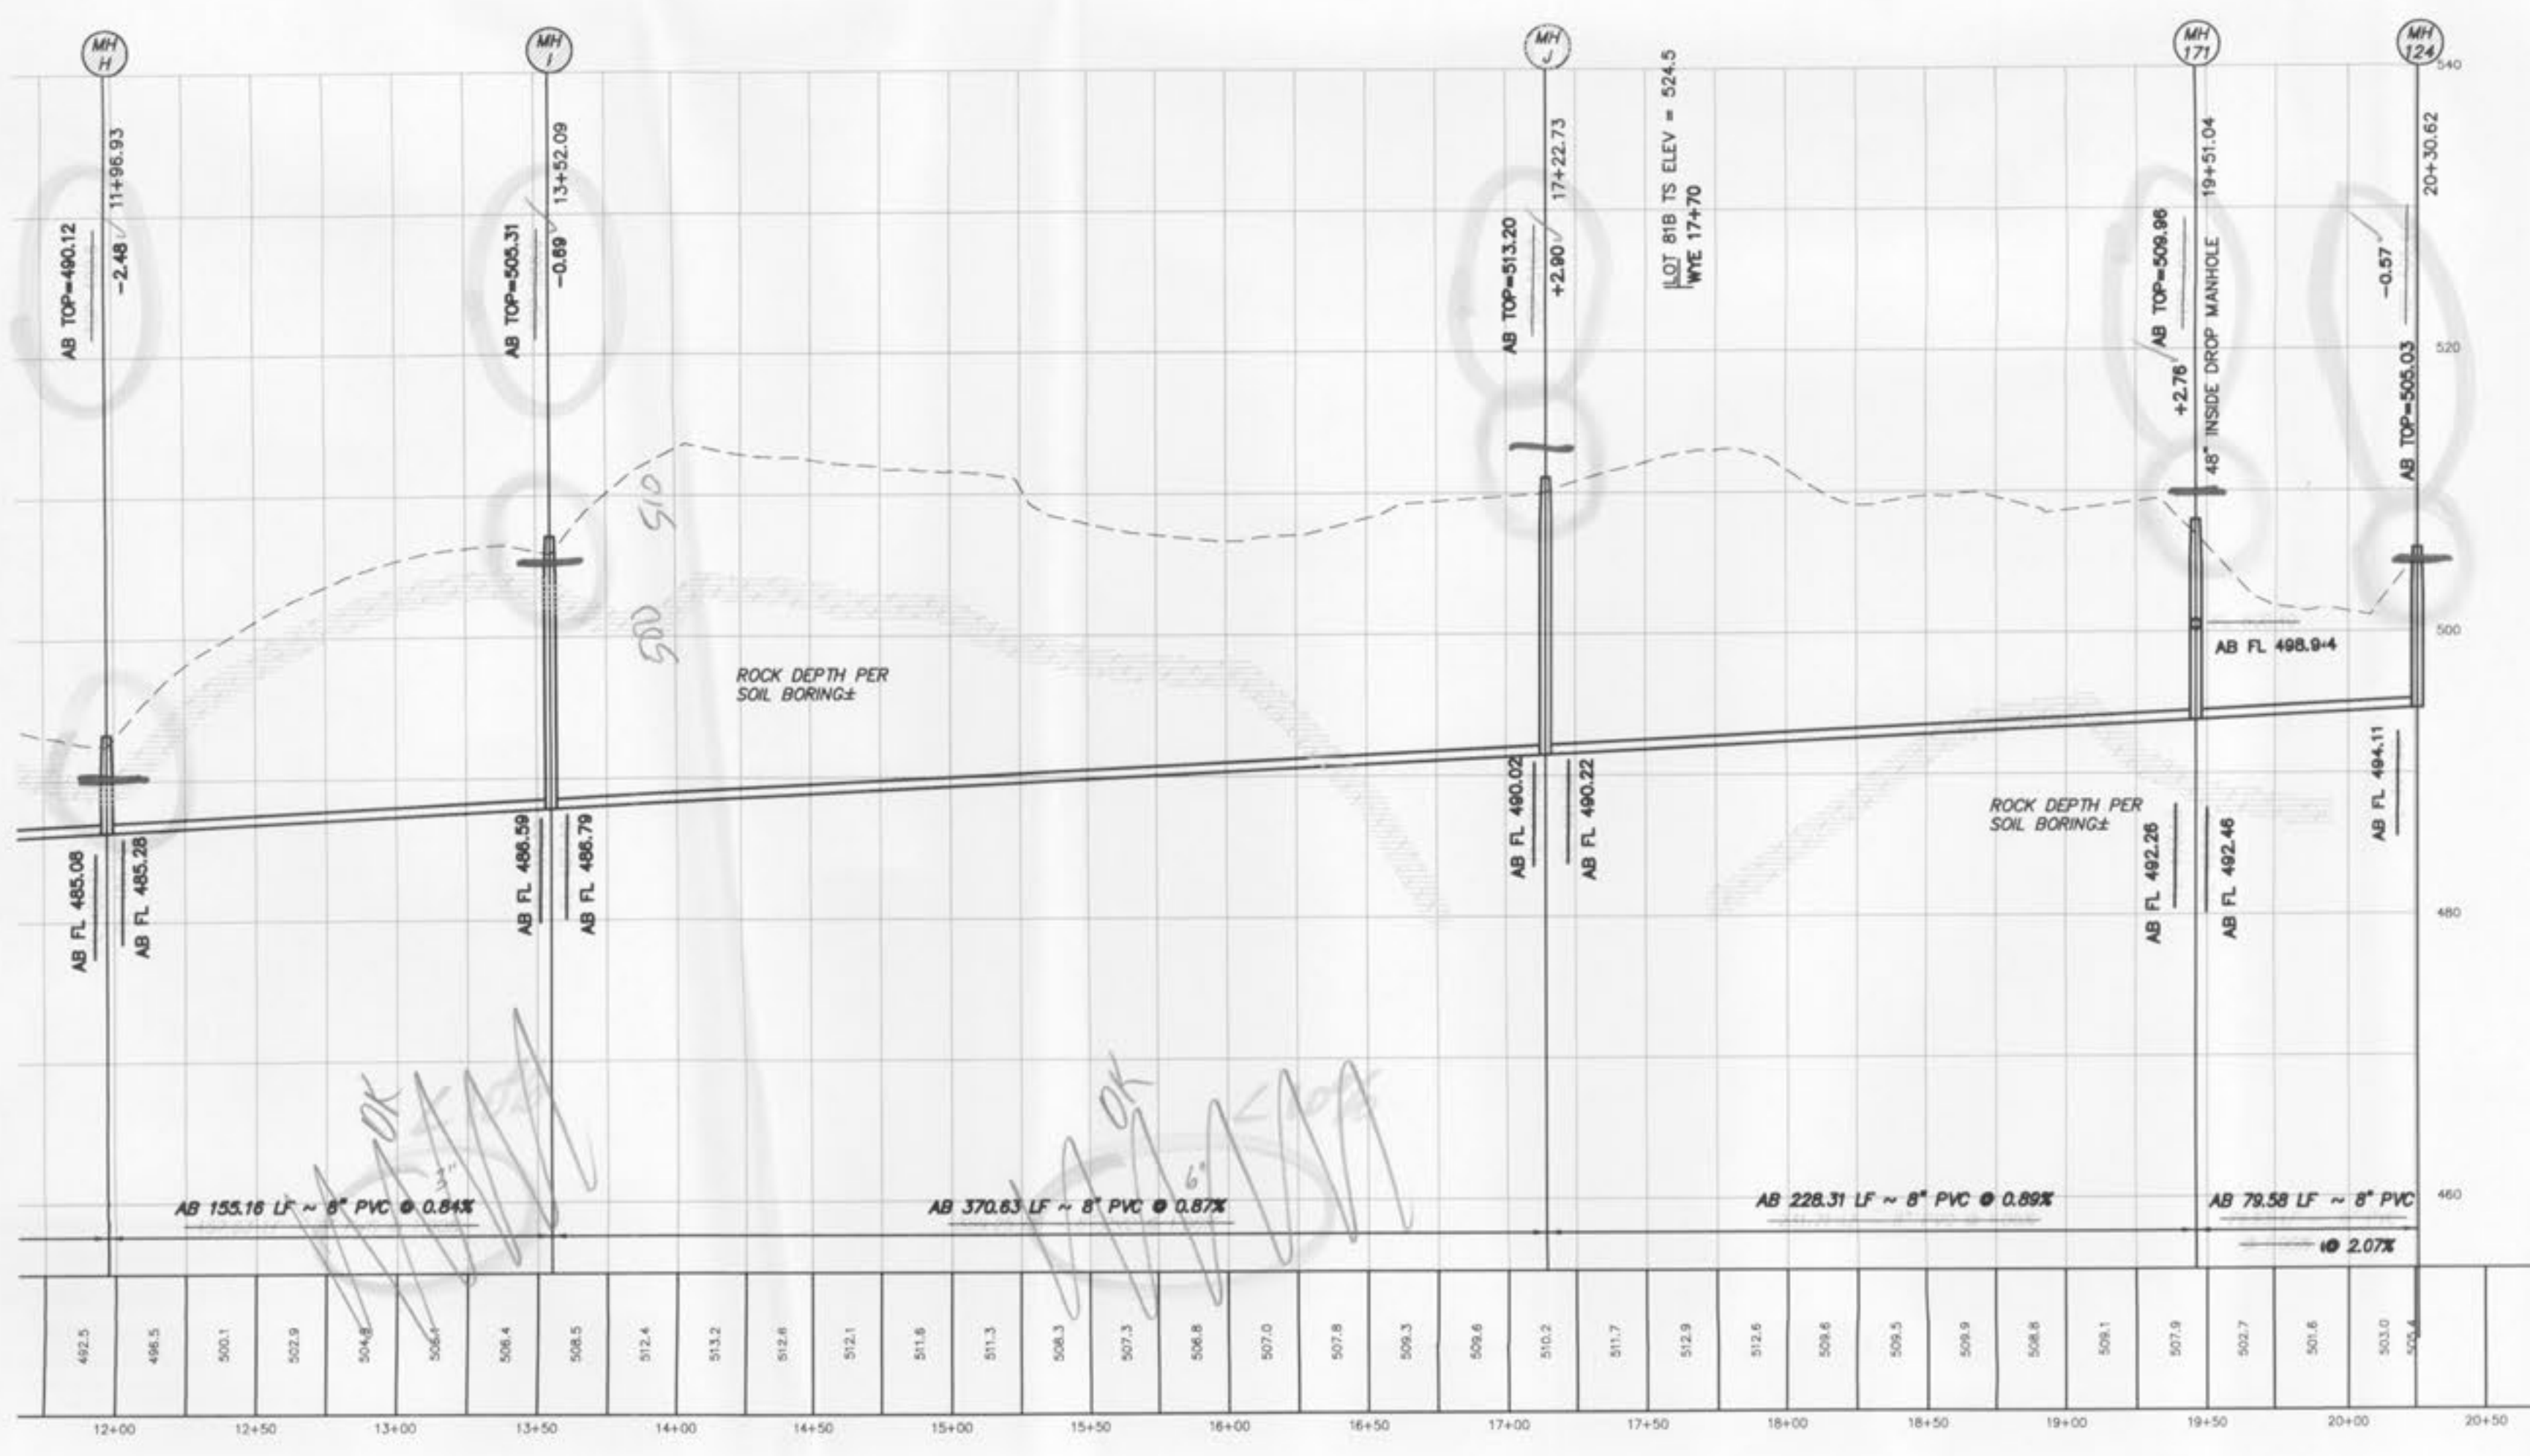 MH
H
MH
I
MH
J
MH
171
MH
124
540
520
500
480
460
AB TOP=490.12
-2.48
11+96.93
AB TOP=505.31
-0.69
13+52.09
AB TOP=513.20
+2.90
17+22.73
LOT 81B TS ELEV = 524.5
WYE 17+70
AB TOP=509.96
+2.76
19+51.04
48" INSIDE DROP MANHOLE
-0.57
AB TOP=505.03
20+30.62
510
500
ROCK DEPTH PER
SOIL BORING±
AB FL 498.94
ROCK DEPTH PER
SOIL BORING±
AB FL 485.08
AB FL 485.28
AB FL 486.59
AB FL 486.79
AB FL 490.02
AB FL 490.22
AB FL 492.26
AB FL 492.46
AB FL 494.11
OK
< 10%
OK
< 10%
6"
AB 155.16 LF ~ 8" PVC @ 0.84%
AB 370.63 LF ~ 8" PVC @ 0.87%
AB 228.31 LF ~ 8" PVC @ 0.89%
AB 79.58 LF ~ 8" PVC
@ 2.07%
492.5 496.5 500.1 502.9 506.4 508.5 512.4 513.2 512.6 512.1 511.6 511.3 508.3 507.3 506.8 507.0 507.8 509.3 509.6 510.2 511.7 512.9 512.6 509.6 509.5 509.9 508.8 509.1 507.9 502.7 501.6 503.0 505.4
12+00 12+50 13+00 13+50 14+00 14+50 15+00 15+50 16+00 16+50 17+00 17+50 18+00 18+50 19+00 19+50 20+00 20+50